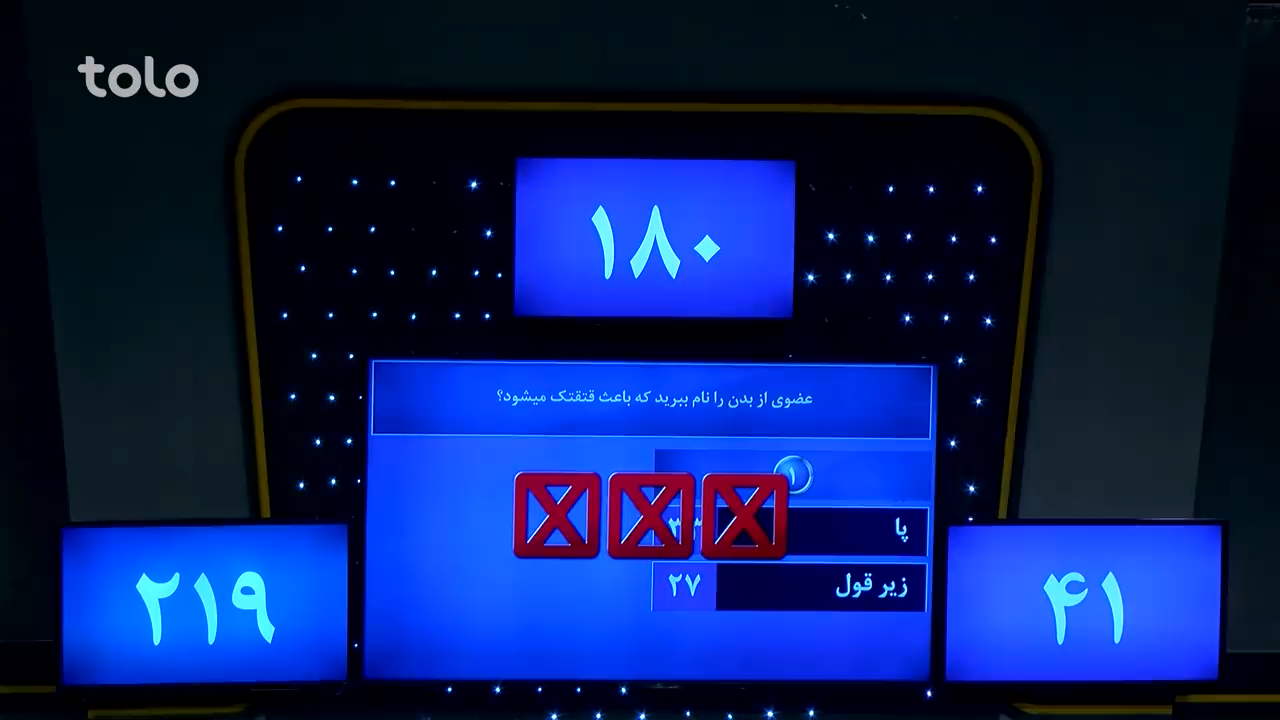 tolo
۱۸۰
عضوی از بدن را نام ببرید که باعث قتقتک میشود؟
۱
پا
زیر قول ۲۷
۲۱۹
۴۱